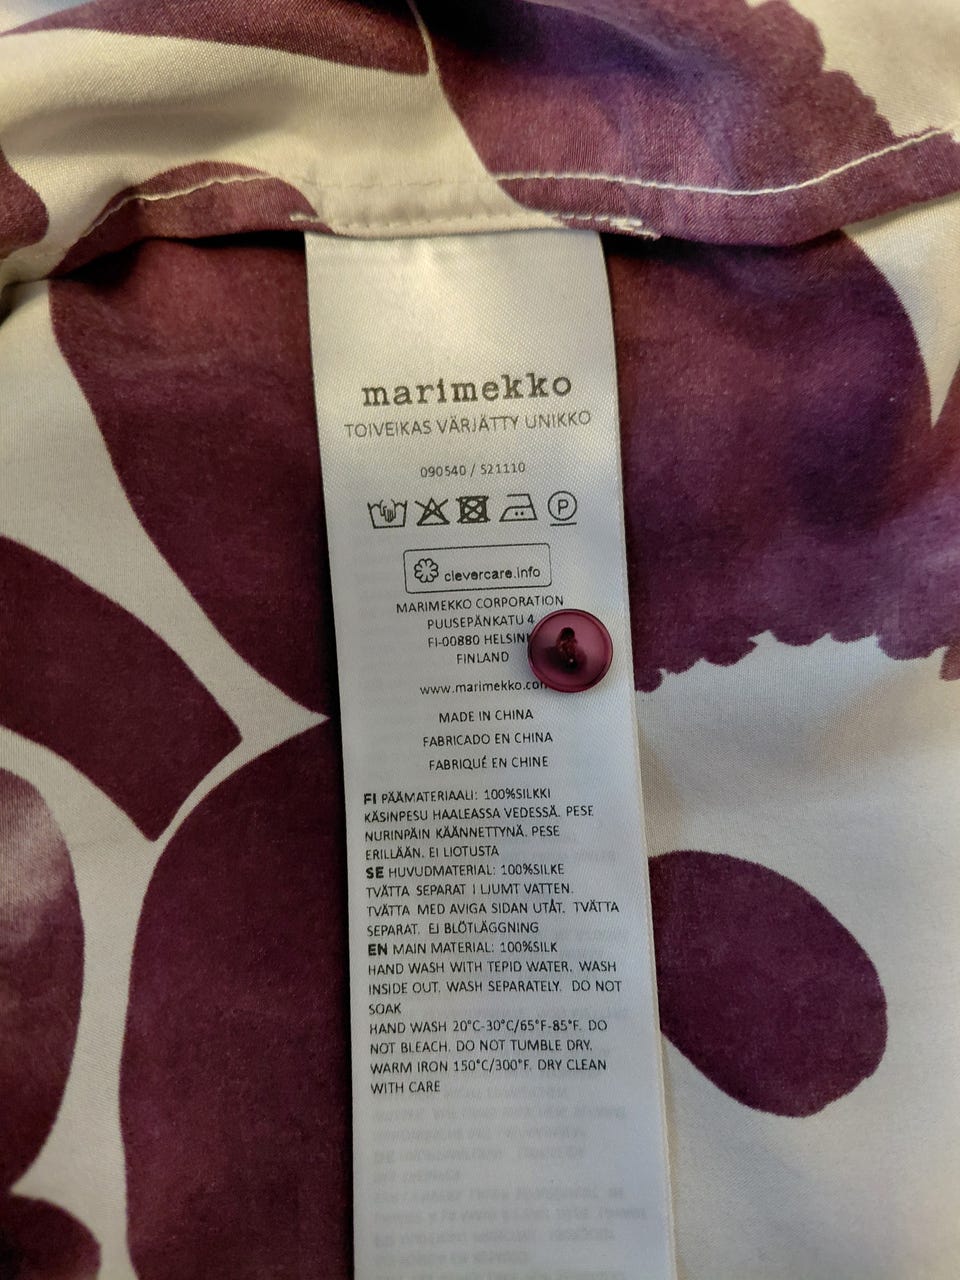 marimekko
TOIVEIKAS VÄRJÄTTY UNIKKO
090540 / 521110
P
clevercare.info
MARIMEKKO CORPORATION
PUUSEPÄNKATU 4
FI-00880 HELSIN
FINLAND
www.marimekko.com
MADE IN CHINA
FABRICADO EN CHINA
FABRIQUÉ EN CHINE
FI PÄÄMATERIAALI: 100%SILKKI
KÄSINPESU HAALEASSA VEDESSÄ. PESE
NURINPÄIN KÄÄNNETTYNÄ. PESE
ERILLÄÄN. EI LIOTUSTA
SE HUVUDMATERIAL: 100%SILKE
TVÄTTA SEPARAT I LJUMT VATTEN.
TVÄTTA MED AVIGA SIDAN UTÅT. TVÄTTA
SEPARAT. EJ BLÖTLÄGGNING
EN MAIN MATERIAL: 100%SILK
HAND WASH WITH TEPID WATER. WASH
INSIDE OUT. WASH SEPARATELY. DO NOT
SOAK
HAND WASH 20°C-30°C/65°F-85°F. DO
NOT BLEACH. DO NOT TUMBLE DRY.
WARM IRON 150°C/300°F. DRY CLEAN
WITH CARE